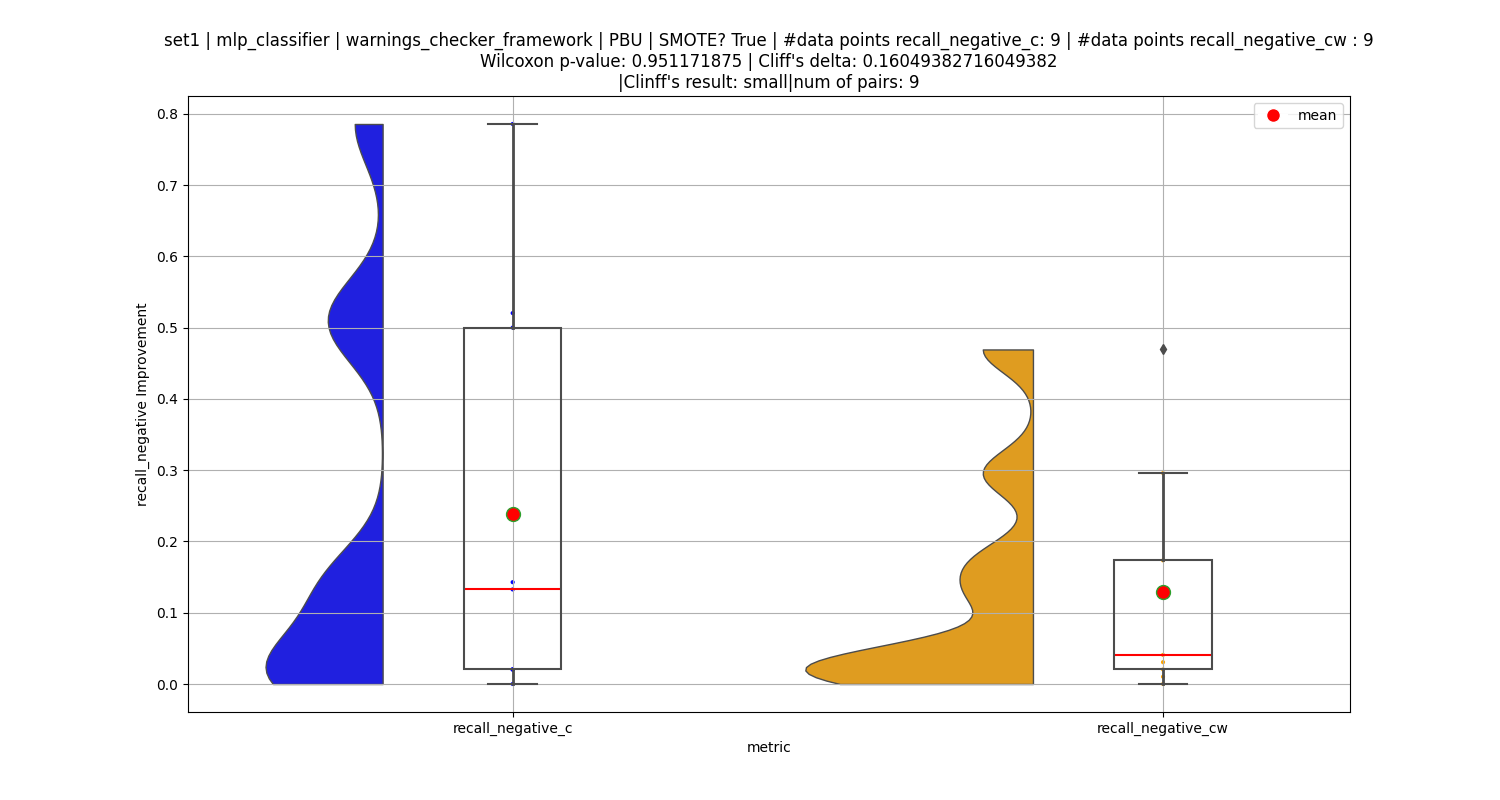 set1 | mlp_classifier | warnings_checker_framework | PBU | SMOTE? True | #data points recall_negative_c: 9 | #data points recall_negative_cw : 9
Wilcoxon p-value: 0.951171875 | Cliff's delta: 0.16049382716049382
|Clinff's result: small|num of pairs: 9
mean
0.8
0.7
0.6
0.5
0.4
0.3
0.2
0.1
0.0
recall_negative Improvement
recall_negative_c
recall_negative_cw
metric